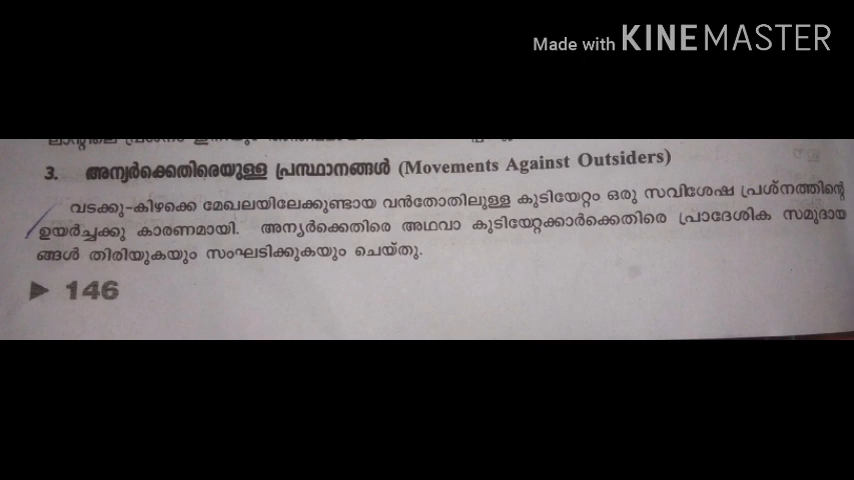 Made with KINEMASTER
3. അന്യർക്കെതിരെയുള്ള പ്രസ്ഥാനങ്ങൾ (Movements Against Outsiders)
വടക്കു-കിഴക്കെ മേഖലയിലേക്കുണ്ടായ വൻതോതിലുള്ള കുടിയേറ്റം ഒരു സവിശേഷ പ്രശ്നത്തിന്റെ
ഉയർച്ചക്കു കാരണമായി. അന്യർക്കെതിരെ അഥവാ കുടിയേറ്റക്കാർക്കെതിരെ പ്രാദേശിക സമുദായ
ങ്ങൾ തിരിയുകയും സംഘടിക്കുകയും ചെയ്തു.
146